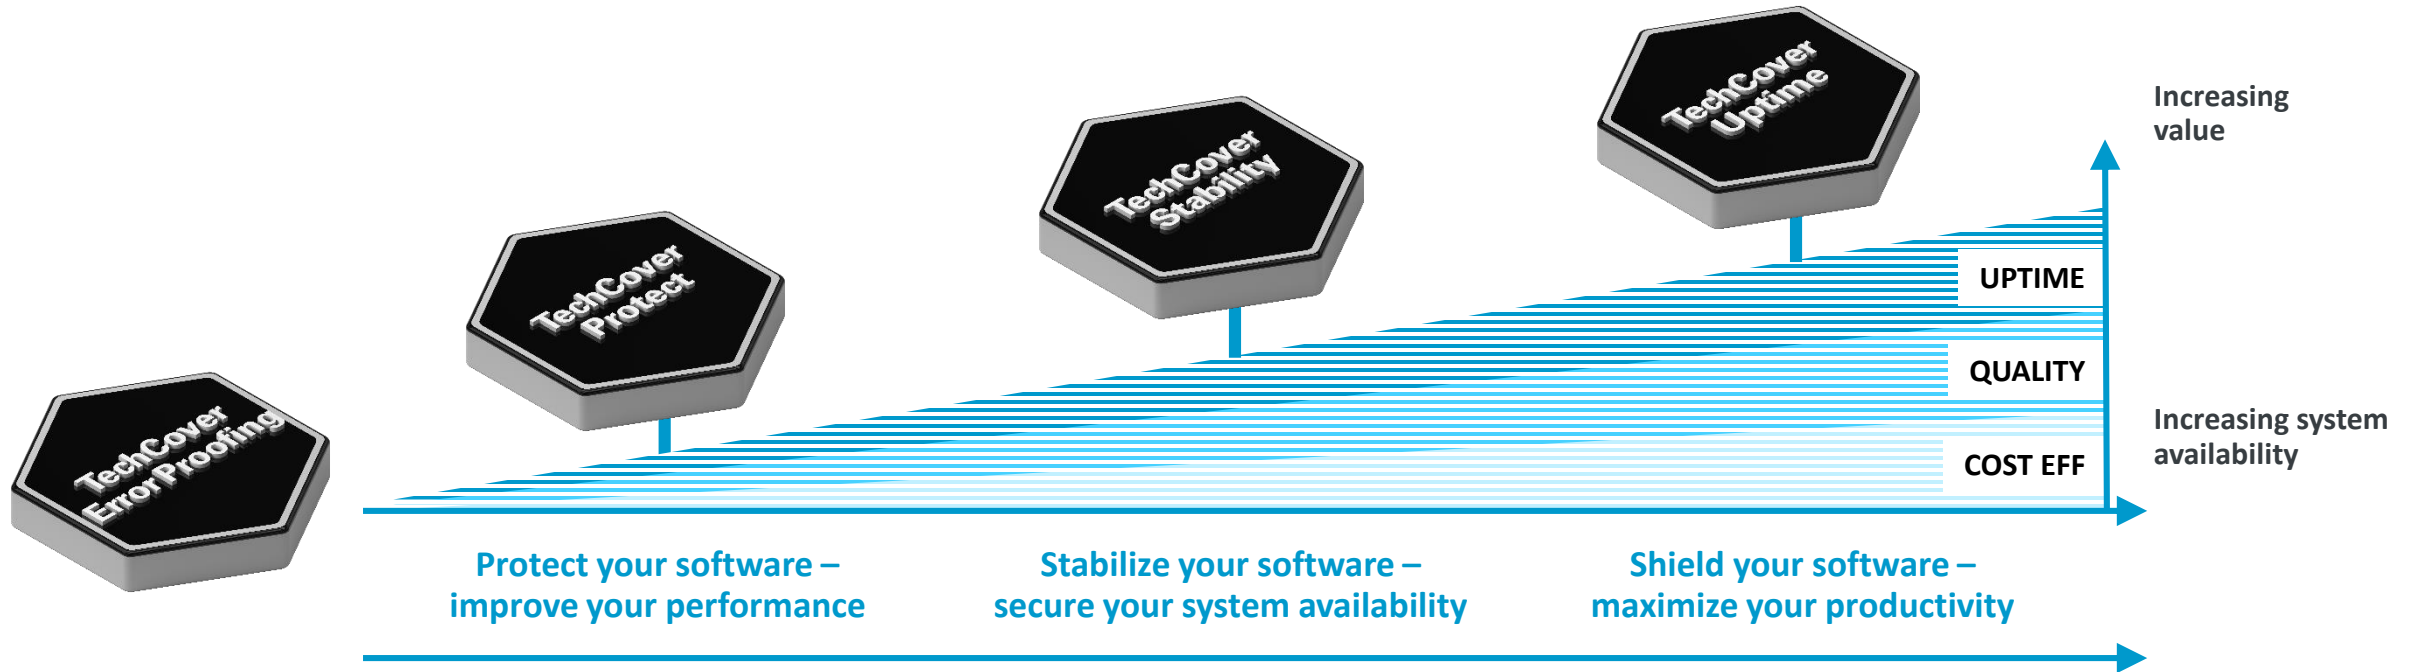 TechCover
Error Proofing
TechCover
Protect
TechCover
Stability
TechCover
Uptime
Increasing
value
UPTIME
QUALITY
COST EFF
Increasing system
availability
Protect your software –
improve your performance
Stabilize your software –
secure your system availability
Shield your software –
maximize your productivity